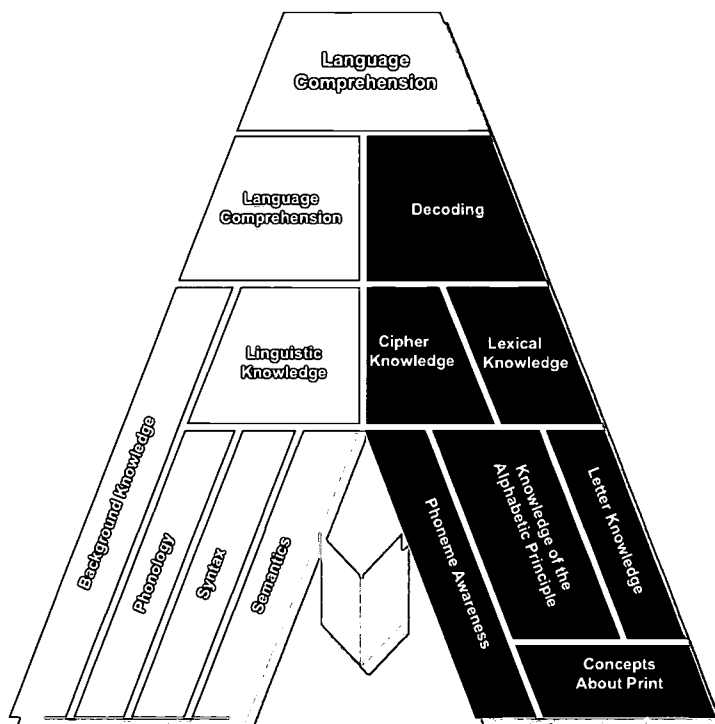 Language
Comprehension
Language
Comprehension
Decoding
Linguistic
Knowledge
Cipher
Knowledge
Lexical
Knowledge
Background Knowledge
Phonology
Syntax
Semantics
Phoneme Awareness
Knowledge of the
Alphabetic Principle
Letter Knowledge
Concepts
About Print